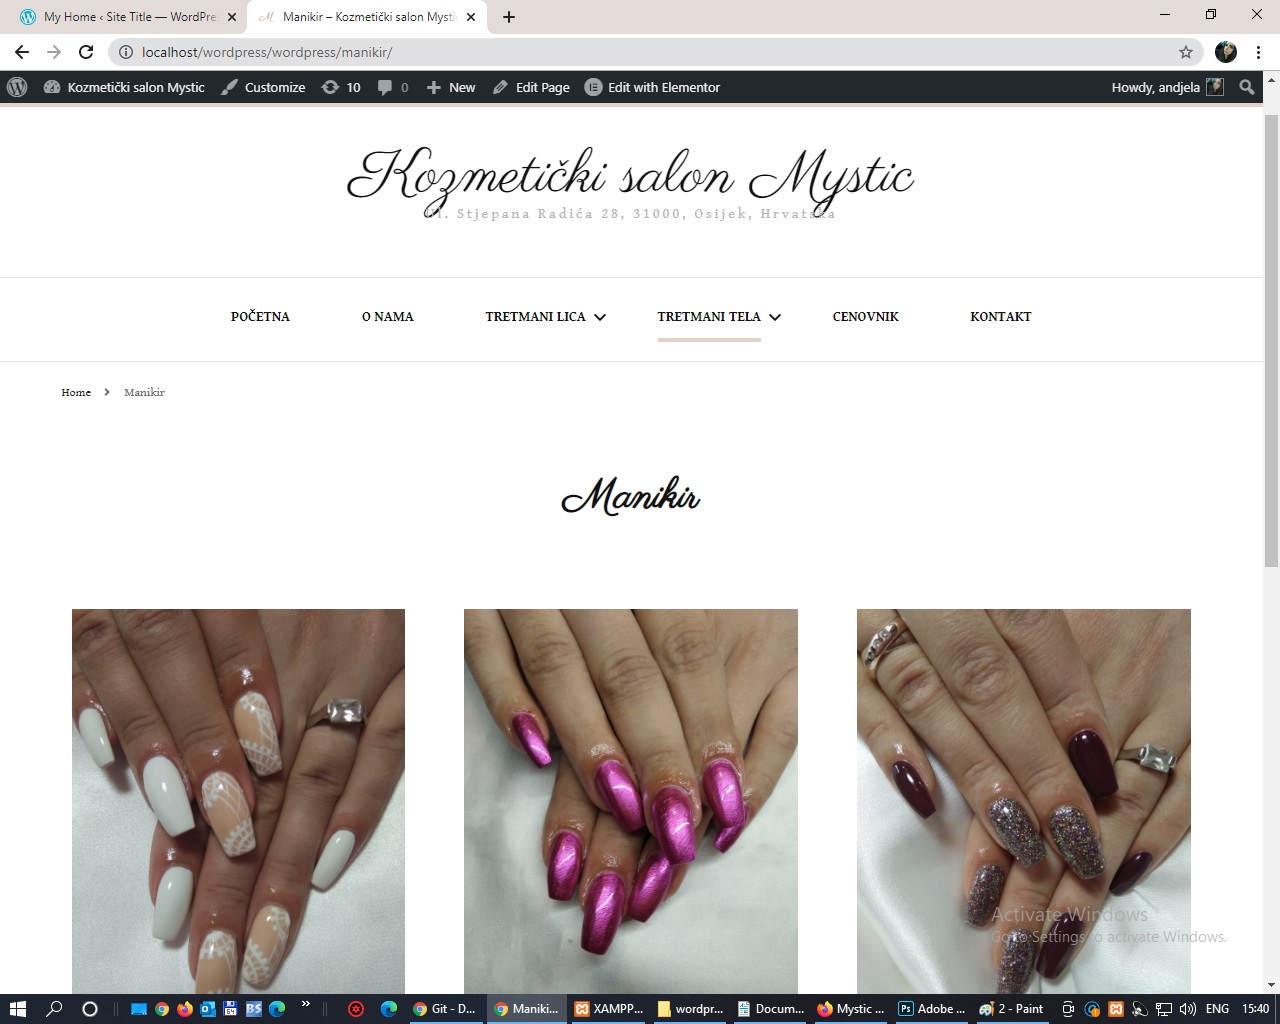 My Home ‹ Site Title — WordPre
Manikir – Kozmetički salon Mysti
localhost/wordpress/wordpress/manikir/
Kozmetički salon Mystic
Customize
10
0
New
Edit Page
Edit with Elementor
Howdy, andjela
Kozmetički salon Mystic
Ul. Stjepana Radića 28, 31000, Osijek, Hrvatska
POČETNA
O NAMA
TRETMANI LICA
TRETMANI TELA
CENOVNIK
KONTAKT
Home
Manikir
Manikir
Activate Windows
Go to Settings to activate Windows.
64
BS
»
Git - D...
Maniki...
XAMPP...
wordpr...
Docum...
Mystic ...
Ps
Adobe ...
2 - Paint
ENG
15:40